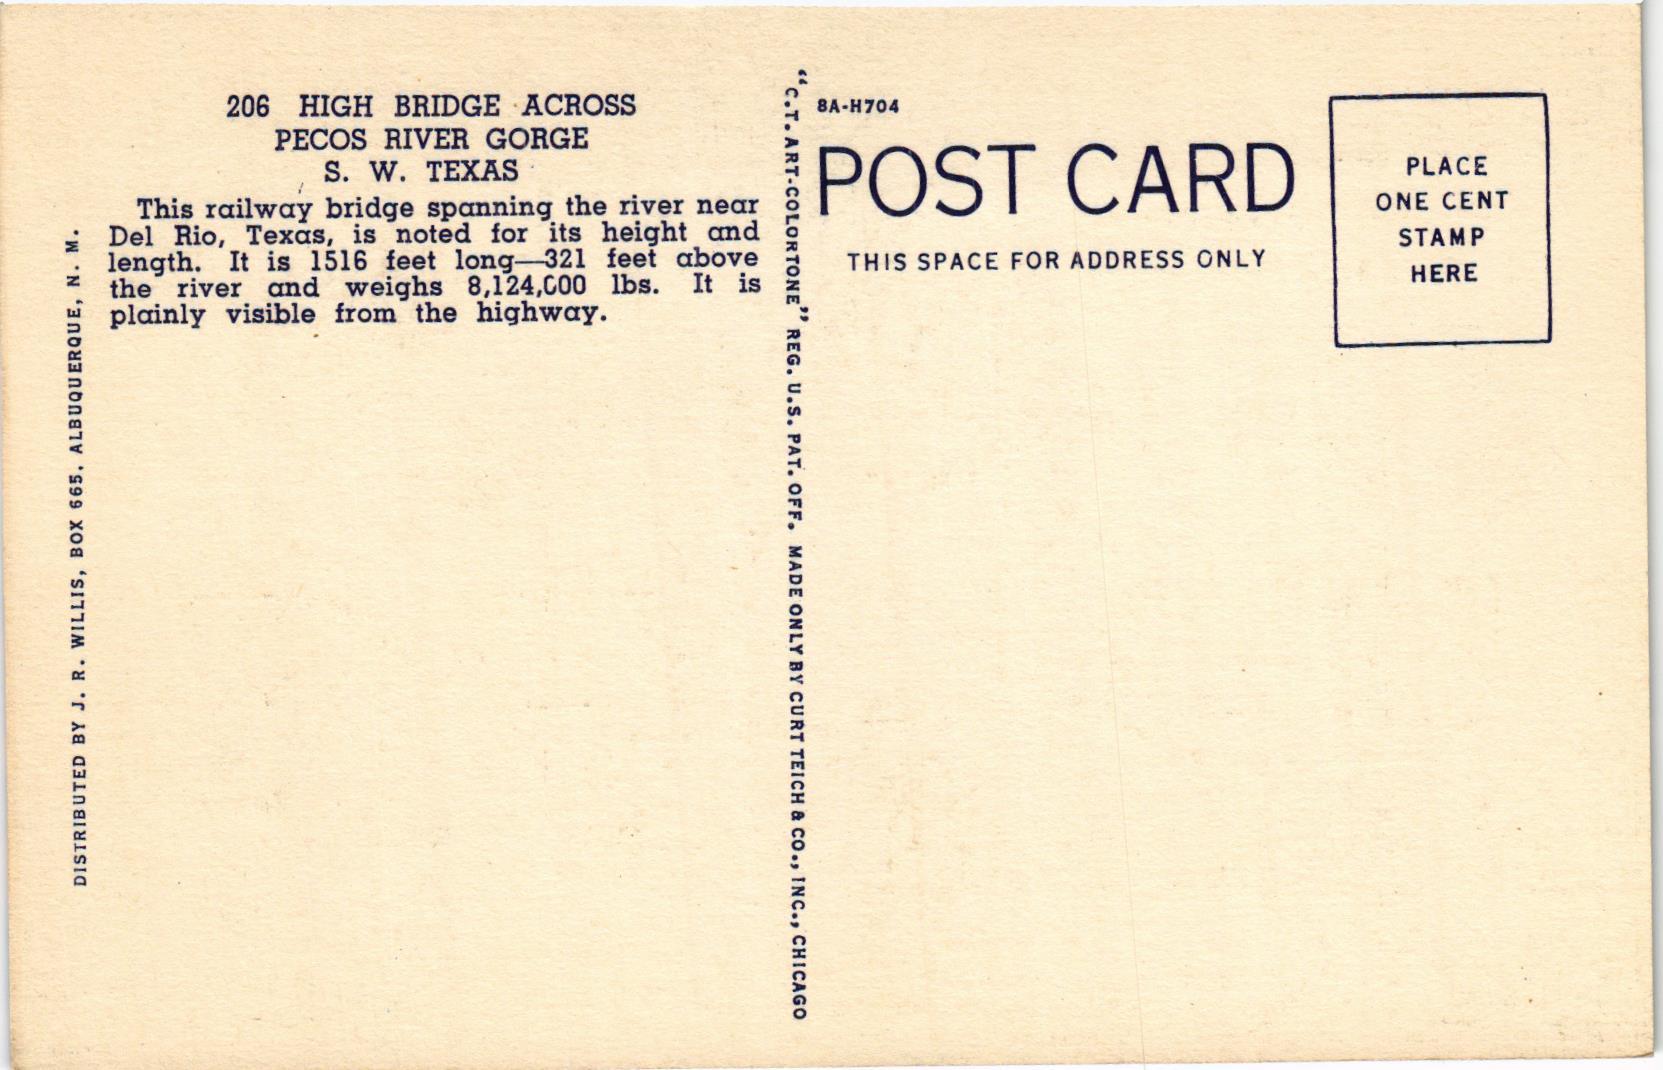 206 HIGH BRIDGE ACROSS
PECOS RIVER GORGE
S. W. TEXAS
This railway bridge spanning the river near
Del Rio, Texas, is noted for its height and
length. It is 1516 feet long—321 feet above
the river and weighs 8,124,000 lbs. It is
plainly visible from the highway.
DISTRIBUTED BY J. R. WILLIS, BOX 665. ALBUQUERQUE, N. M.
"C.T. ART-COLORTONE" REG. U.S. PAT. OFF. MADE ONLY BY CURT TEICH & CO., INC., CHICAGO
8A-H704
POST CARD
THIS SPACE FOR ADDRESS ONLY
PLACE
ONE CENT
STAMP
HERE